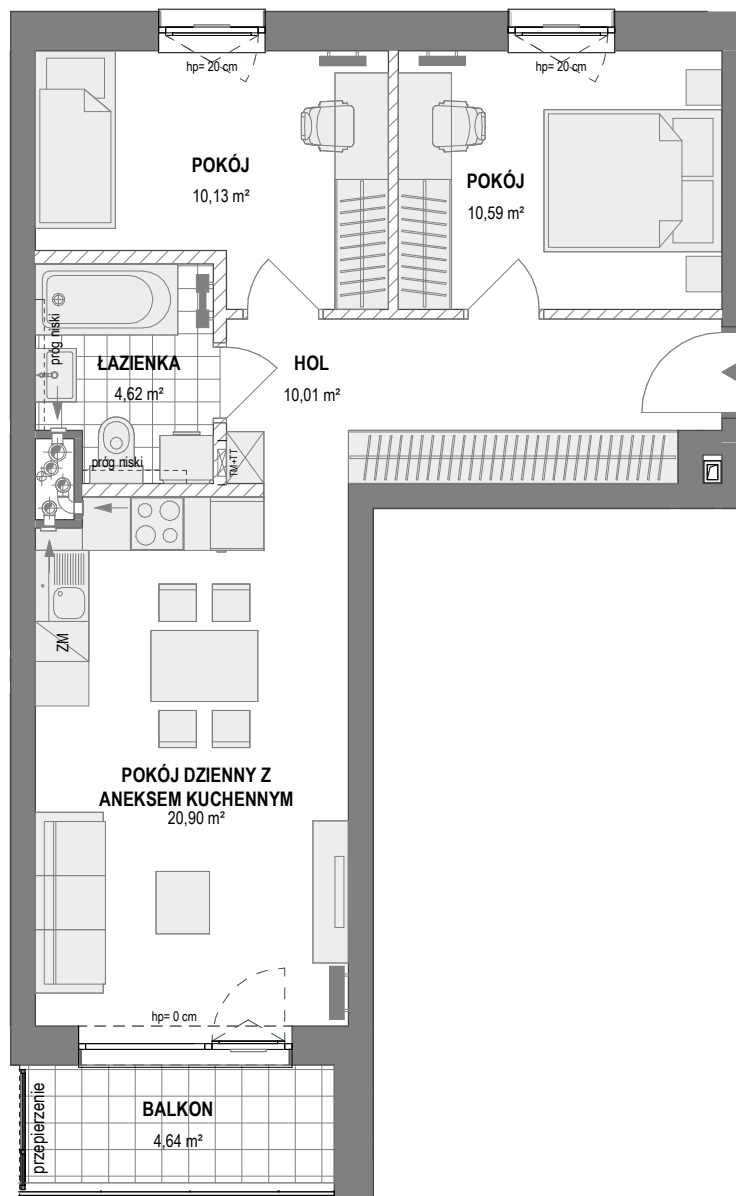 hp= 20 cm
hp= 20 cm
POKÓJ
10,13 m²
POKÓJ
10,59 m²
próg niski
ŁAZIENKA
4,62 m²
HOL
10,01 m²
próg niski
TM+TT
ZM
POKÓJ DZIENNY Z
ANEKSEM KUCHENNYM
20,90 m²
hp= 0 cm
przepierzenie
BALKON
4,64 m²